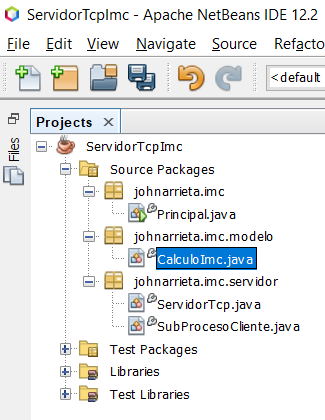 ServidorTcpImc - Apache NetBeans IDE 12.2
File Edit View Navigate Source Refacto
<default
Projects
Files
ServidorTcpImc
Source Packages
johnarrieta.imc
Principal.java
johnarrieta.imc.modelo
CalculoImc.java
johnarrieta.imc.servidor
ServidorTcp.java
SubProcesoCliente.java
Test Packages
Libraries
Test Libraries